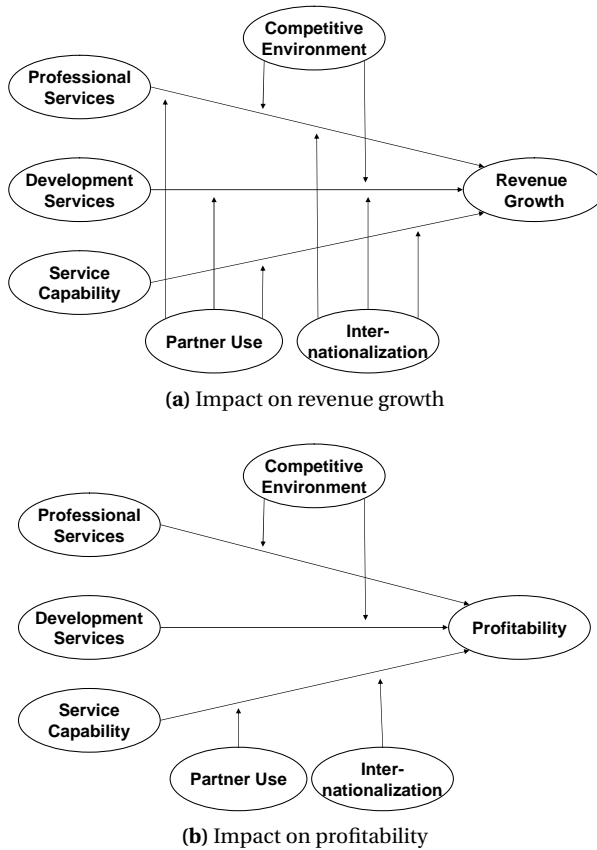 Competitive
Environment
Professional
Services
Development
Services
Revenue
Growth
Service
Capability
Partner Use
Inter-
nationalization
(a) Impact on revenue growth
Competitive
Environment
Professional
Services
Development
Services
Profitability
Service
Capability
Partner Use
Inter-
nationalization
(b) Impact on profitability